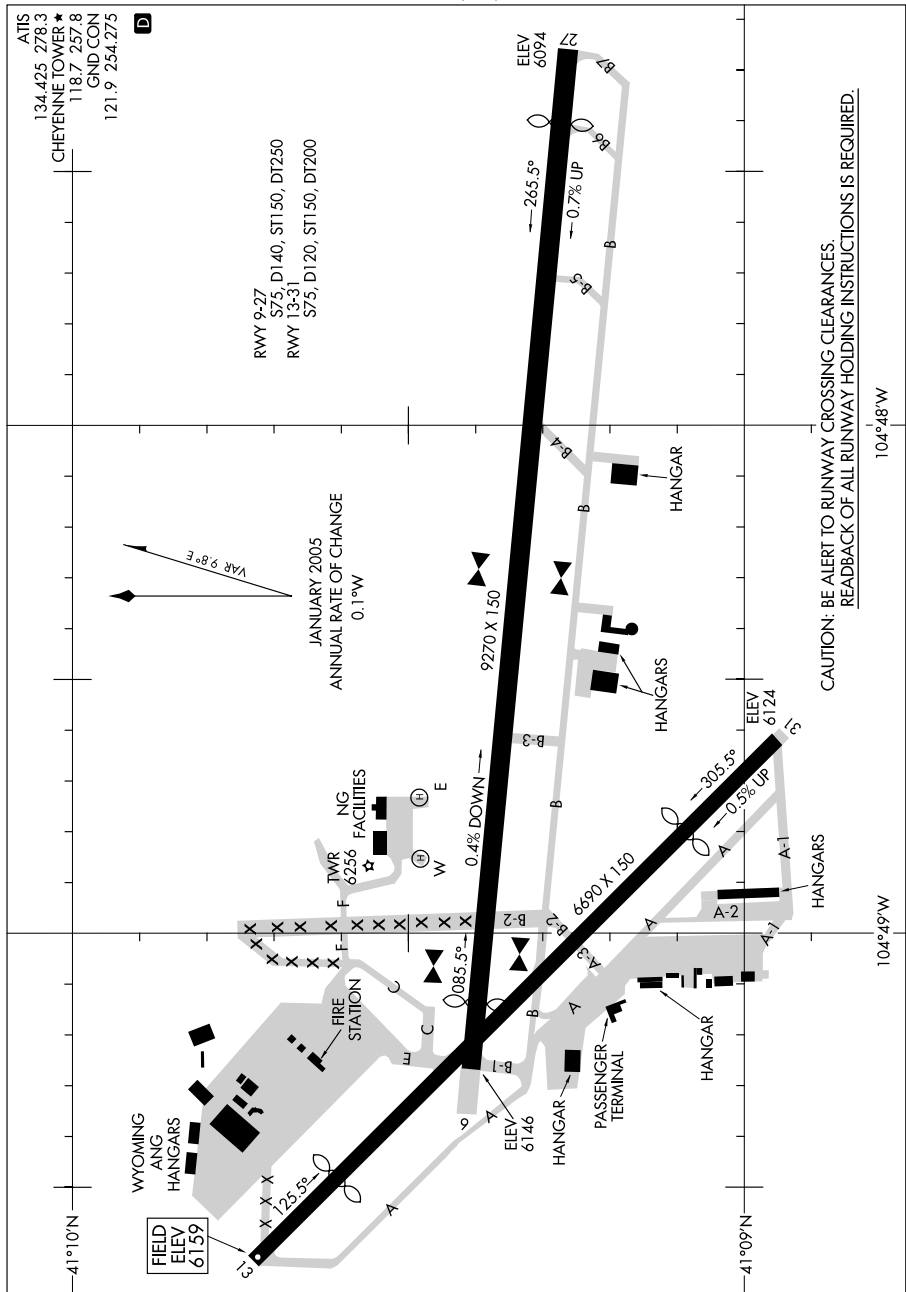 ATIS
134.425 278.3
CHEYENNE TOWER ★
118.7 257.8
GND CON
121.9 254.275
D
RWY 9-27
S75, D140, ST150, DT250
RWY 13-31
S75, D120, ST150, DT200
VAR 9.8°E
JANUARY 2005
ANNUAL RATE OF CHANGE
0.1°W
ELEV
6094
27
B7
B6
265.5°
0.7% UP
B
B-5
B-4
B
HANGAR
9270 X 150
HANGARS
B-3
B
0.4% DOWN
NG
FACILITIES
TWR
6256
E
H
H
W
F
F
X X X X X X X X X X
X X X X X
B-2
B-2
085.5°
C
C
E
FIRE
STATION
WYOMING
ANG
HANGARS
X X X
FIELD
ELEV
6159
13
125.5°
A
A
9
ELEV
6146
B-1
B
A
A-3
A
A
6690 X 150
305.5°
0.5% UP
ELEV
6124
31
A-1
A-1
A-2
HANGARS
HANGAR
PASSENGER
TERMINAL
HANGAR
41°10'N
41°09'N
104°48'W
104°49'W
CAUTION: BE ALERT TO RUNWAY CROSSING CLEARANCES.
READBACK OF ALL RUNWAY HOLDING INSTRUCTIONS IS REQUIRED.